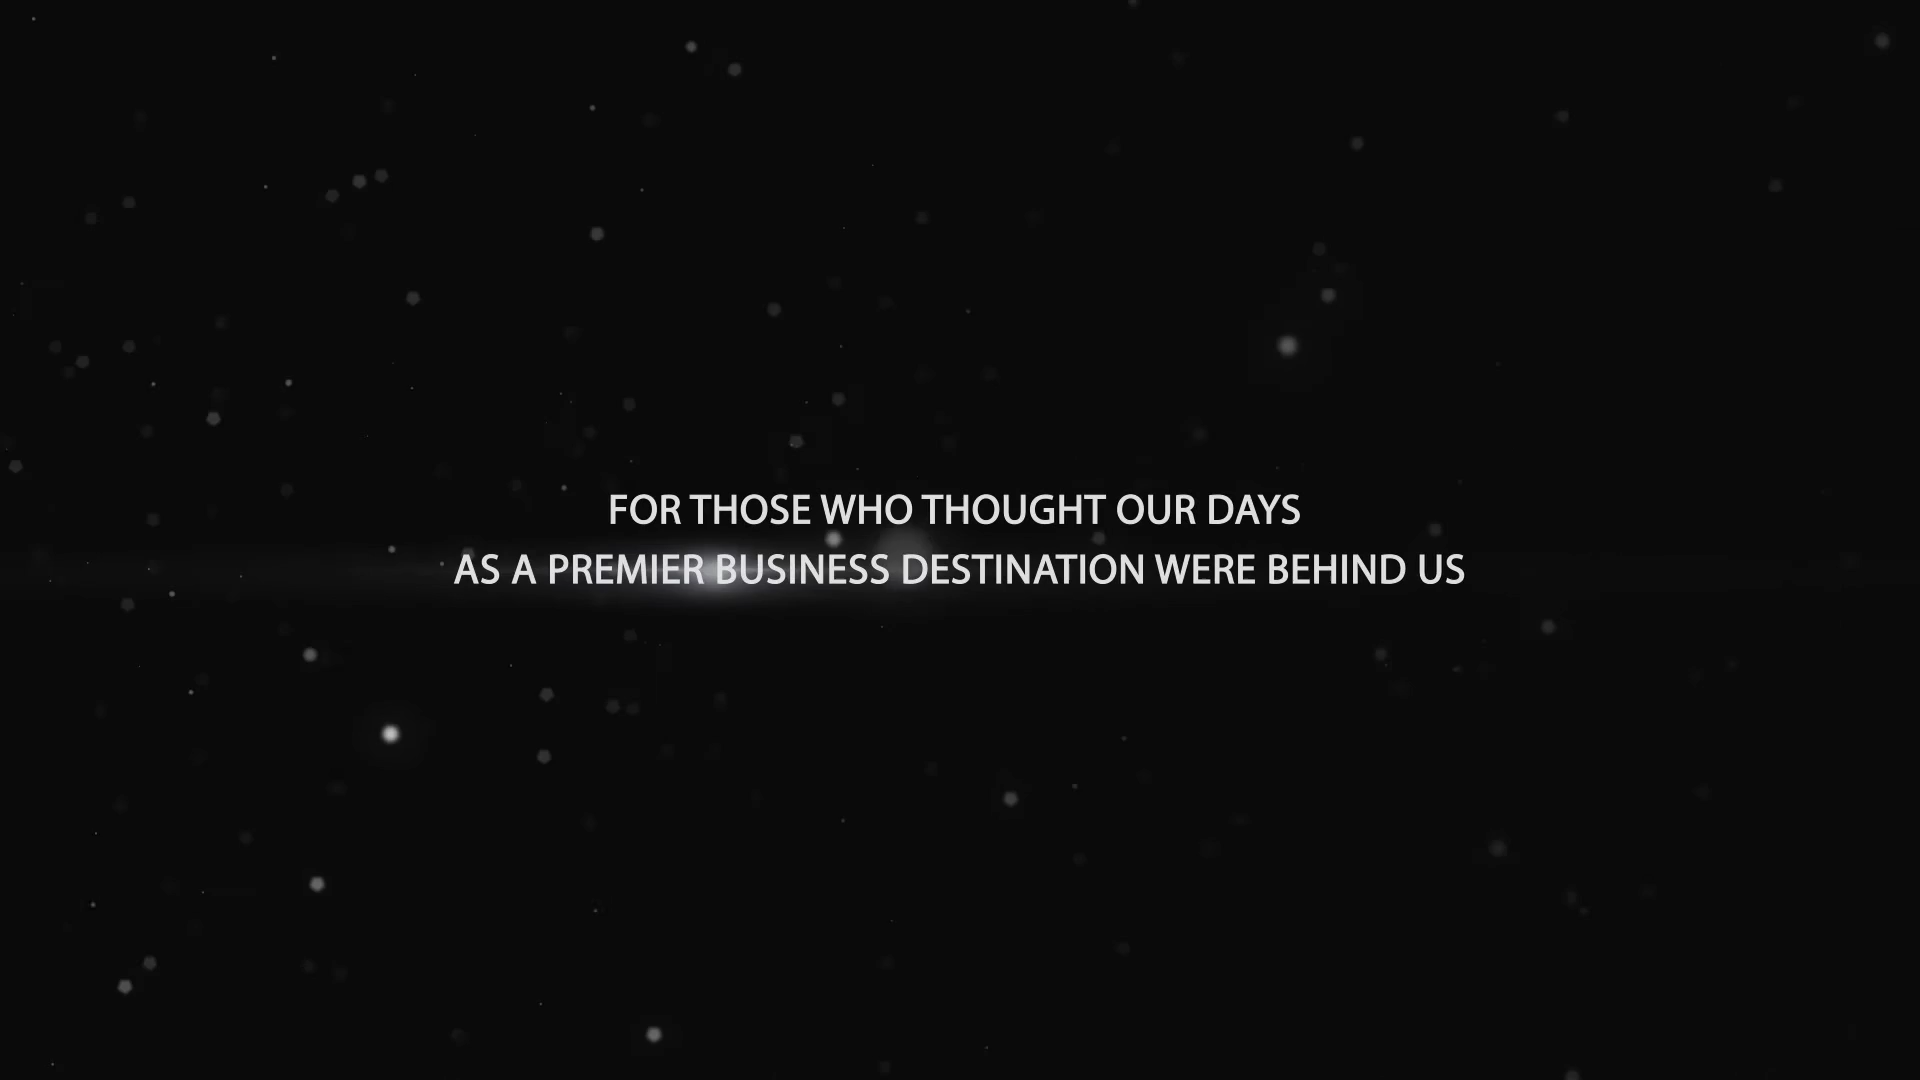 FOR THOSE WHO THOUGHT OUR DAYS
AS A PREMIER BUSINESS DESTINATION WERE BEHIND US